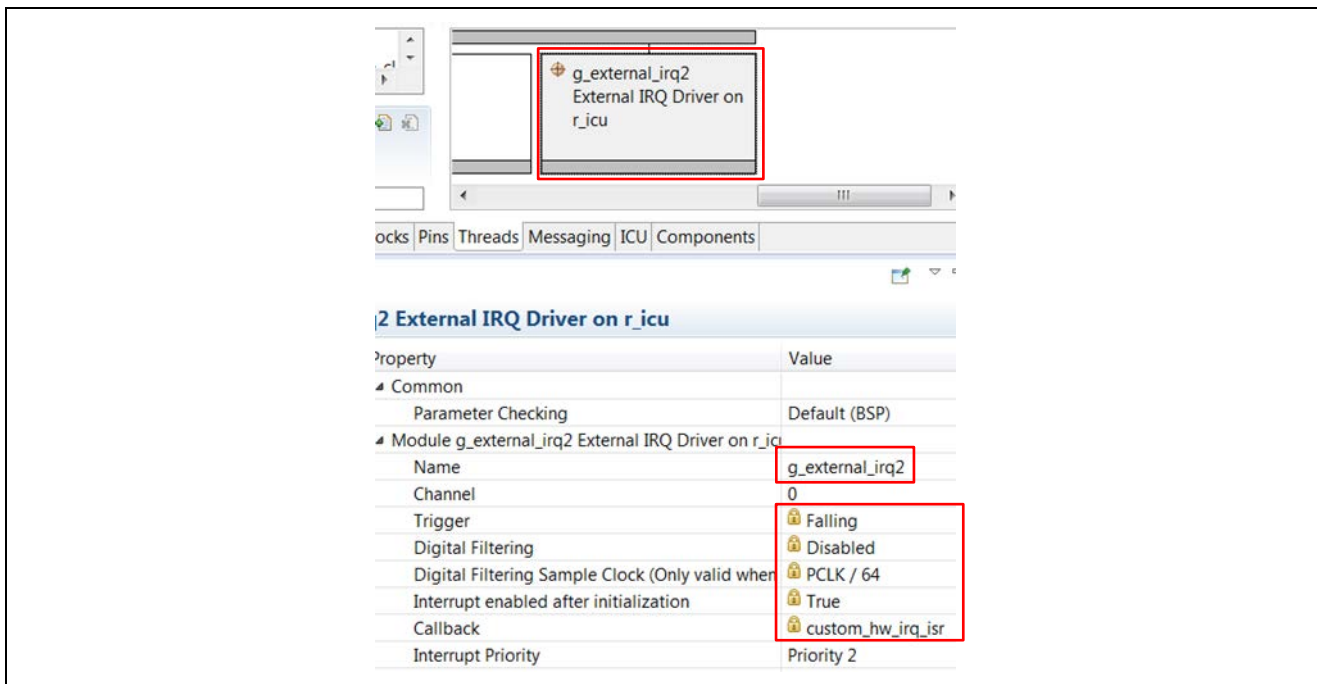 g_external_irq2
External IRQ Driver on
r_icu
ocks Pins Threads Messaging ICU Components
2 External IRQ Driver on r_icu
Property Value
Common
Parameter Checking Default (BSP)
Module g_external_irq2 External IRQ Driver on r_icu
Name g_external_irq2
Channel 0
Trigger Falling
Digital Filtering Disabled
Digital Filtering Sample Clock (Only valid when PCLK / 64
Interrupt enabled after initialization True
Callback custom_hw_irq_isr
Interrupt Priority Priority 2